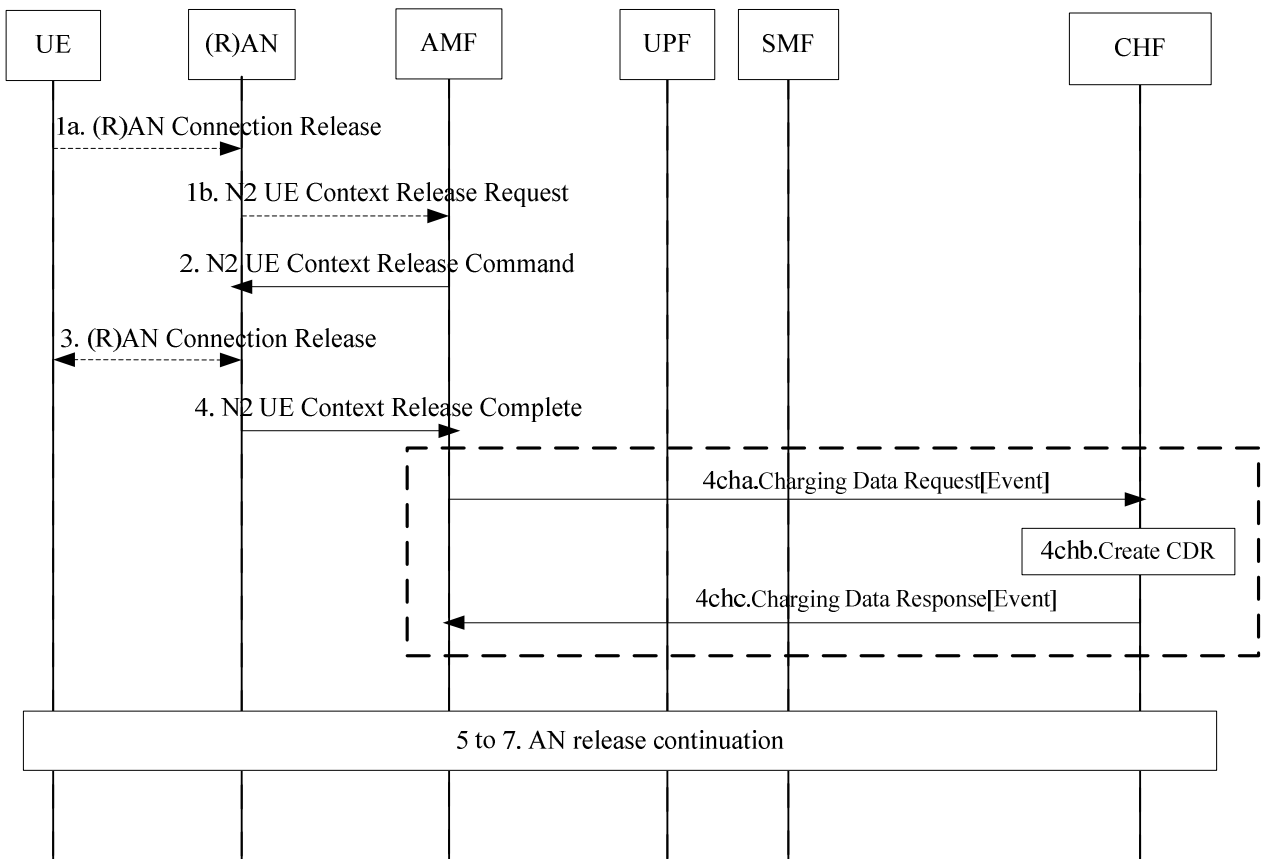 UE
(R)AN
AMF
UPF
SMF
CHF
1a. (R)AN Connection Release
1b. N2 UE Context Release Request
2. N2 UE Context Release Command
3. (R)AN Connection Release
4. N2 UE Context Release Complete
4cha.Charging Data Request[Event]
4chb.Create CDR
4chc.Charging Data Response[Event]
5 to 7. AN release continuation